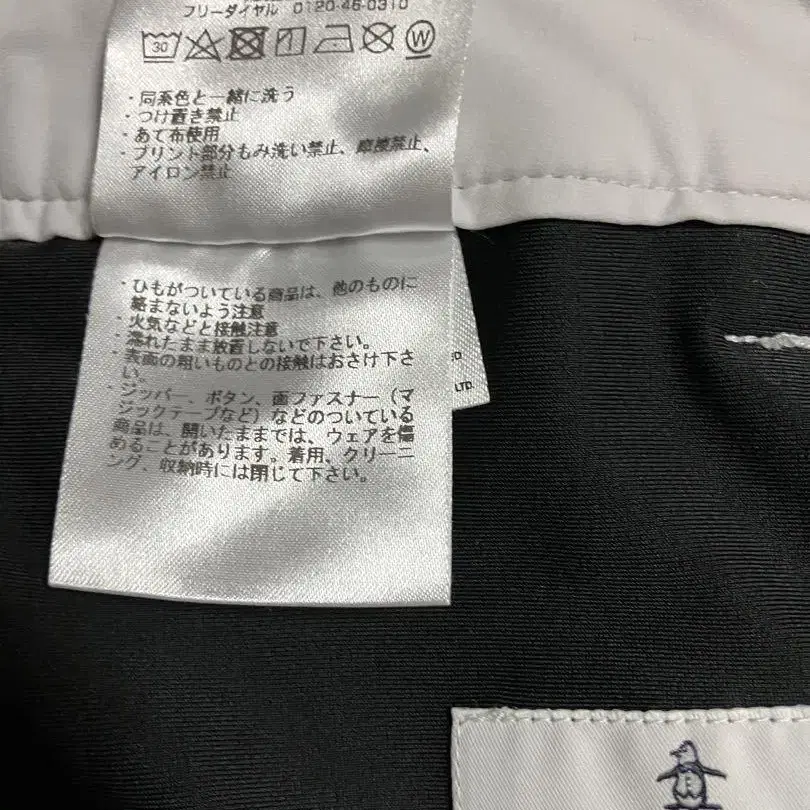 フリーダイヤル 0120-46-0310
30
W
・同系色と一緒に洗う
・つけ置き禁止
・あて布使用
・プリント部分もみ洗い禁止、摩擦禁止、
アイロン禁止
・ひもがついている商品は、他のものに
絡まないよう注意
・火気などと接触注意
・濡れたまま放置しないで下さい。
・表面の粗いものとの接触はおさけ下さ
い。
・ジッパー、ボタン、面ファスナー（マ
ジックテープなど）などのついている
商品は、開いたままでは、ウェアを傷
めることがあります。着用、クリーニ
ング、収納時には閉じて下さい。
LTD.